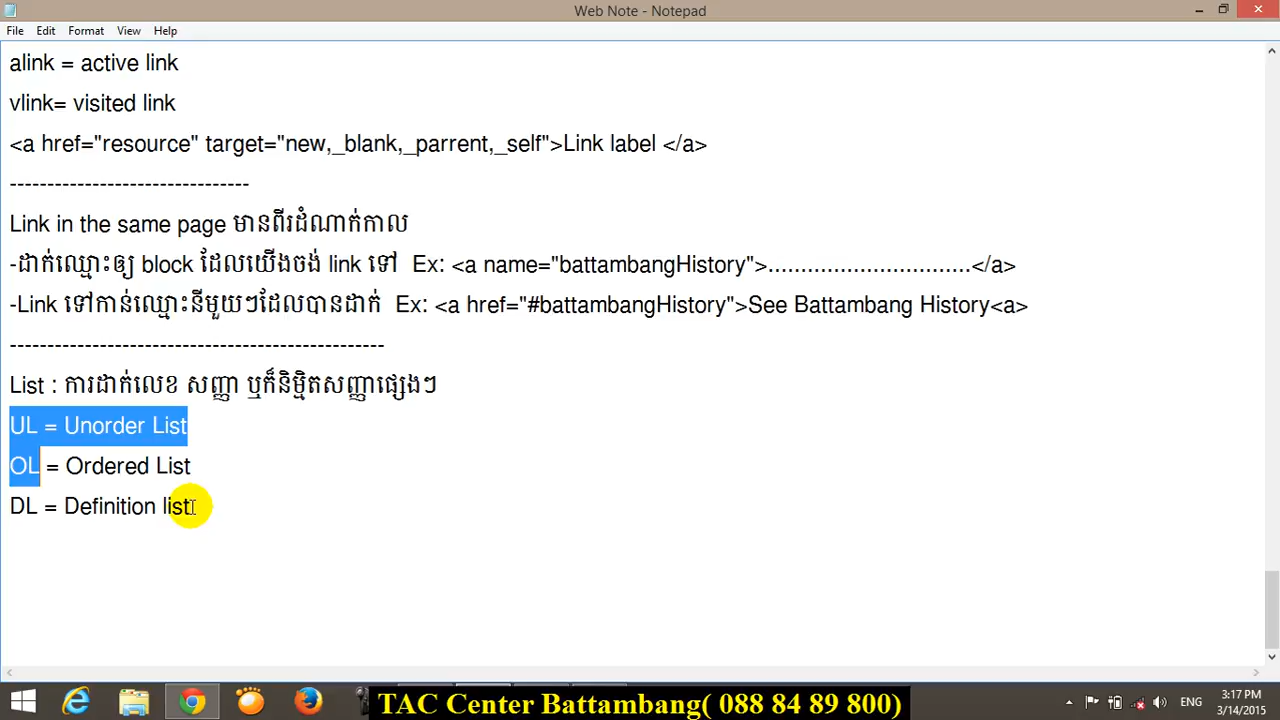 Web Note - Notepad
File Edit Format View Help
alink = active link
vlink= visited link
<a href="resource" target="new,_blank,_parrent,_self">Link label </a>
--------------------------------
Link in the same page មានពីរដំណាក់កាល
-ដាក់ឈ្មោះឲ្យ block ដែលយើងចង់ link ទៅ  Ex: <a name="battambangHistory">...............................</a>
-Link ទៅកាន់ឈ្មោះនីមួយៗដែលបានដាក់  Ex: <a href="#battambangHistory">See Battambang History<a>
--------------------------------------------------
List : ការដាក់លេខ សញ្ញា ឬក៏និម្មិតសញ្ញាផ្សេងៗ
UL = Unorder List
OL = Ordered List
DL = Definition list
TAC Center Battambang( 088 84 89 800)
ENG
3:17 PM
3/14/2015